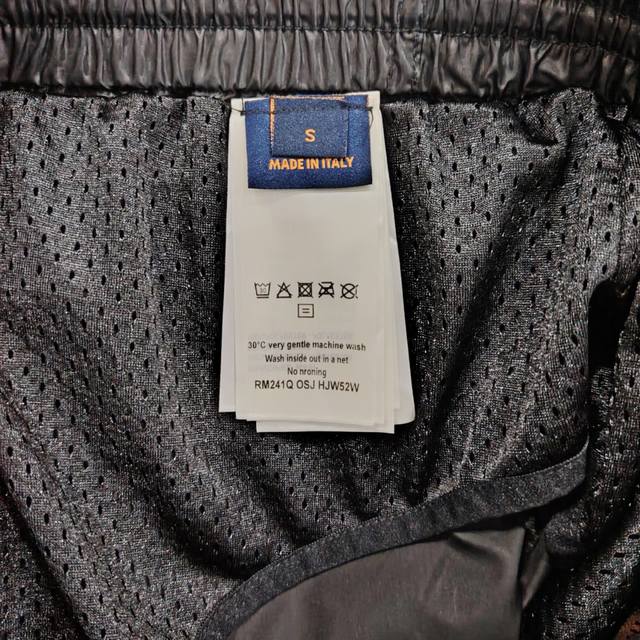 S
MADE IN ITALY
30°C very gentle machine wash
Wash inside out in a net
No nroning
RM241Q OSJ HJW52W